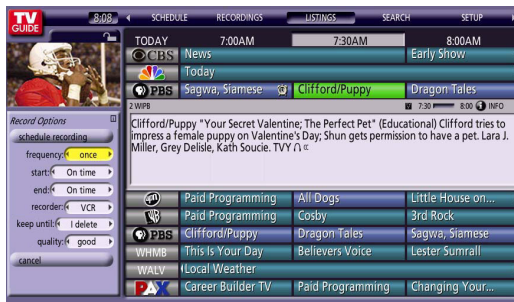 TV
GUIDE
8:08
SCHEDULE RECORDINGS LISTINGS SEARCH SETUP
TODAY 7:00AM 7:30AM 8:00AM
CBS News Early Show
Today
PBS Sagwa, Siamese Clifford/Puppy Dragon Tales
2 WIPB 7:30 8:00 INFO
Clifford/Puppy "Your Secret Valentine; The Perfect Pet" (Educational) Clifford tries to
impress a female puppy on Valentine's Day; Shun gets permission to have a pet. Lara J.
Miller, Grey Delisle, Kath Soucie. TVY
Record Options
schedule recording
frequency: once
start: On time
end: On time
recorder: VCR
keep until: I delete
quality: good
cancel
Paid Programming All Dogs Little House on...
WB Paid Programming Cosby 3rd Rock
PBS Clifford/Puppy Dragon Tales Sagwa, Siamese
WHMB This Is Your Day Believers Voice Lester Sumrall
WALV Local Weather
PAX Career Builder TV Paid Programming Changing Your...